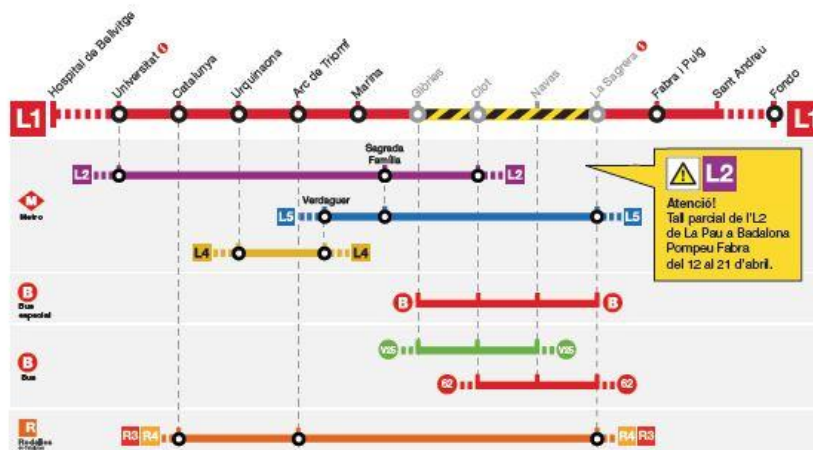 Hospital de Bellvitge
Universitat
Catalunya
Urquinaona
Arc de Triomf
Marina
Glòries
Clot
Navas
La Sagrera
Fabra i Puig
Sant Andreu
Fondo
L1
L1
Sagrada
Família
L2
L2
L2
Atenció!
Tall parcial de l'L2
de La Pau a Badalona
Pompeu Fabra
del 12 al 21 d'abril.
M
Metro
Verdaguer
L5
L5
L4
L4
B
Bus
especial
B
B
B
Bus
V25
V25
62
62
R
Rodalies
R3
R4
R4
R3